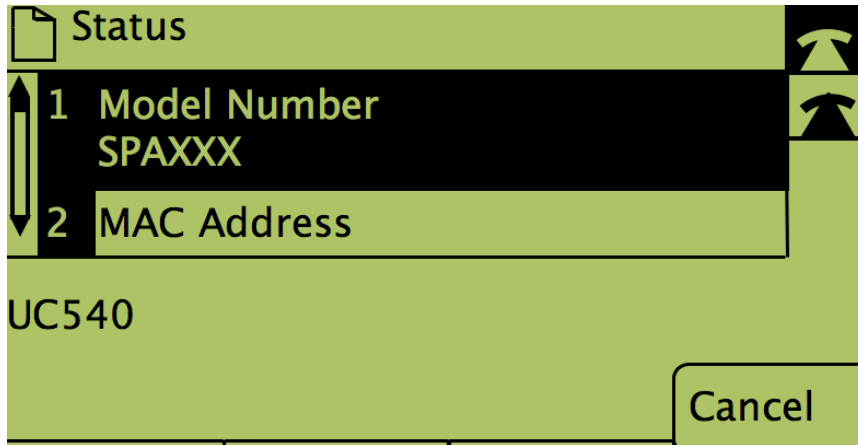 Status
1 Model Number
SPAXXX
2 MAC Address
UC540
Cancel